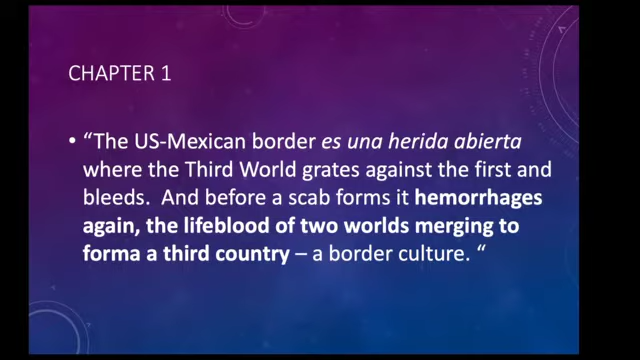 CHAPTER 1
• “The US-Mexican border es una herida abierta
where the Third World grates against the first and
bleeds.  And before a scab forms it hemorrhages
again, the lifeblood of two worlds merging to
forma a third country – a border culture. “